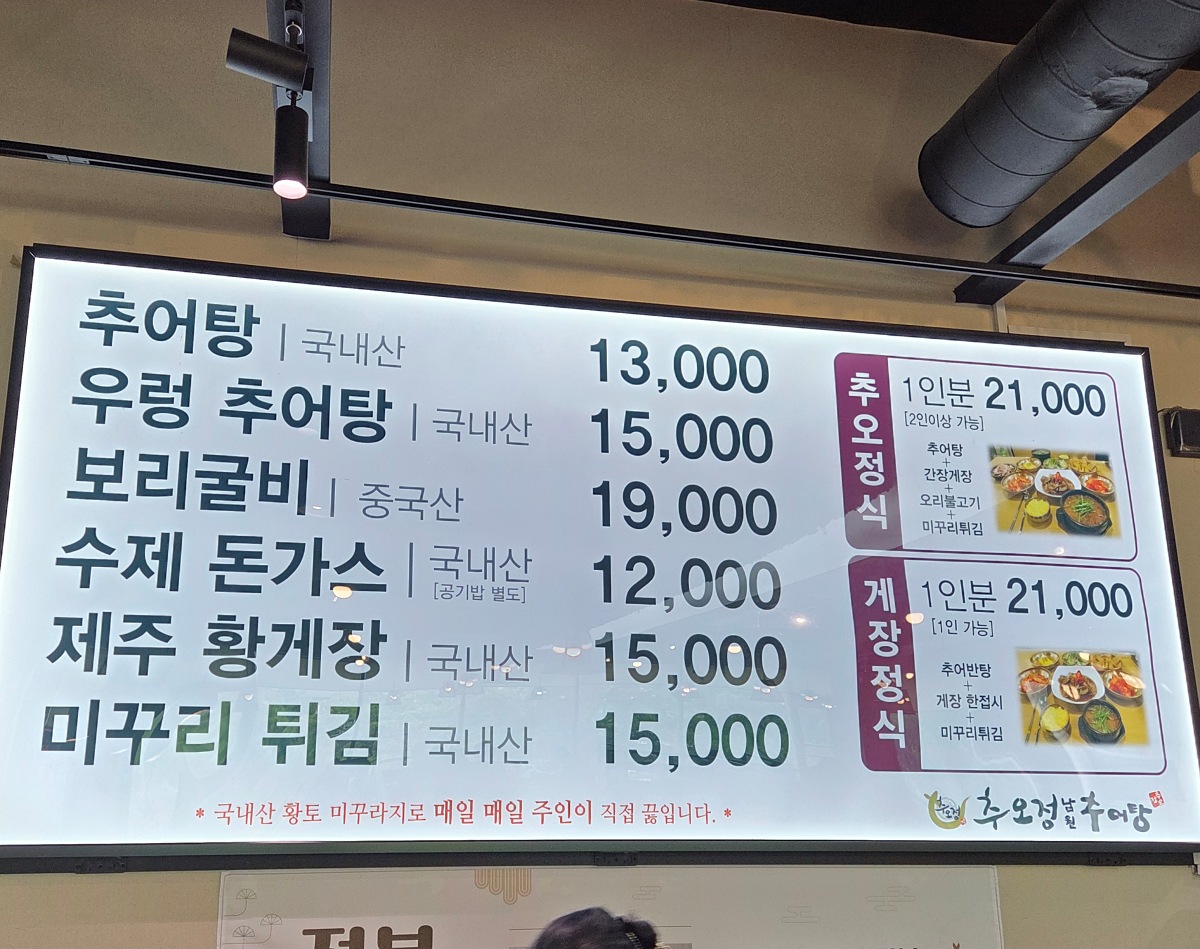 추어탕 | 국내산 13,000
우렁 추어탕 | 국내산 15,000
보리굴비 | 중국산 19,000
수제 돈가스 | 국내산 12,000
[공기밥 별도]
제주 황게장 | 국내산 15,000
미꾸리 튀김 | 국내산 15,000
* 국내산 황토 미꾸라지로 매일 매일 주인이 직접 끓입니다. *
추오정식
1인분 21,000
[2인이상 가능]
추어탕
+
간장게장
+
오리불고기
+
미꾸리튀김
게장정식
1인분 21,000
[1인 가능]
추어반탕
+
게장 한접시
+
미꾸리튀김
추오정 남원 추어탕